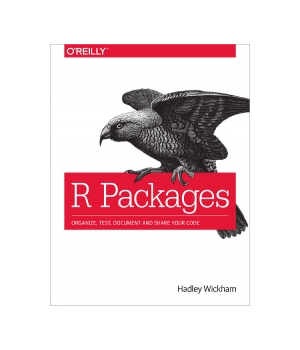 O'REILLY®
R Packages
ORGANIZE, TEST, DOCUMENT AND SHARE YOUR CODE
Hadley Wickham